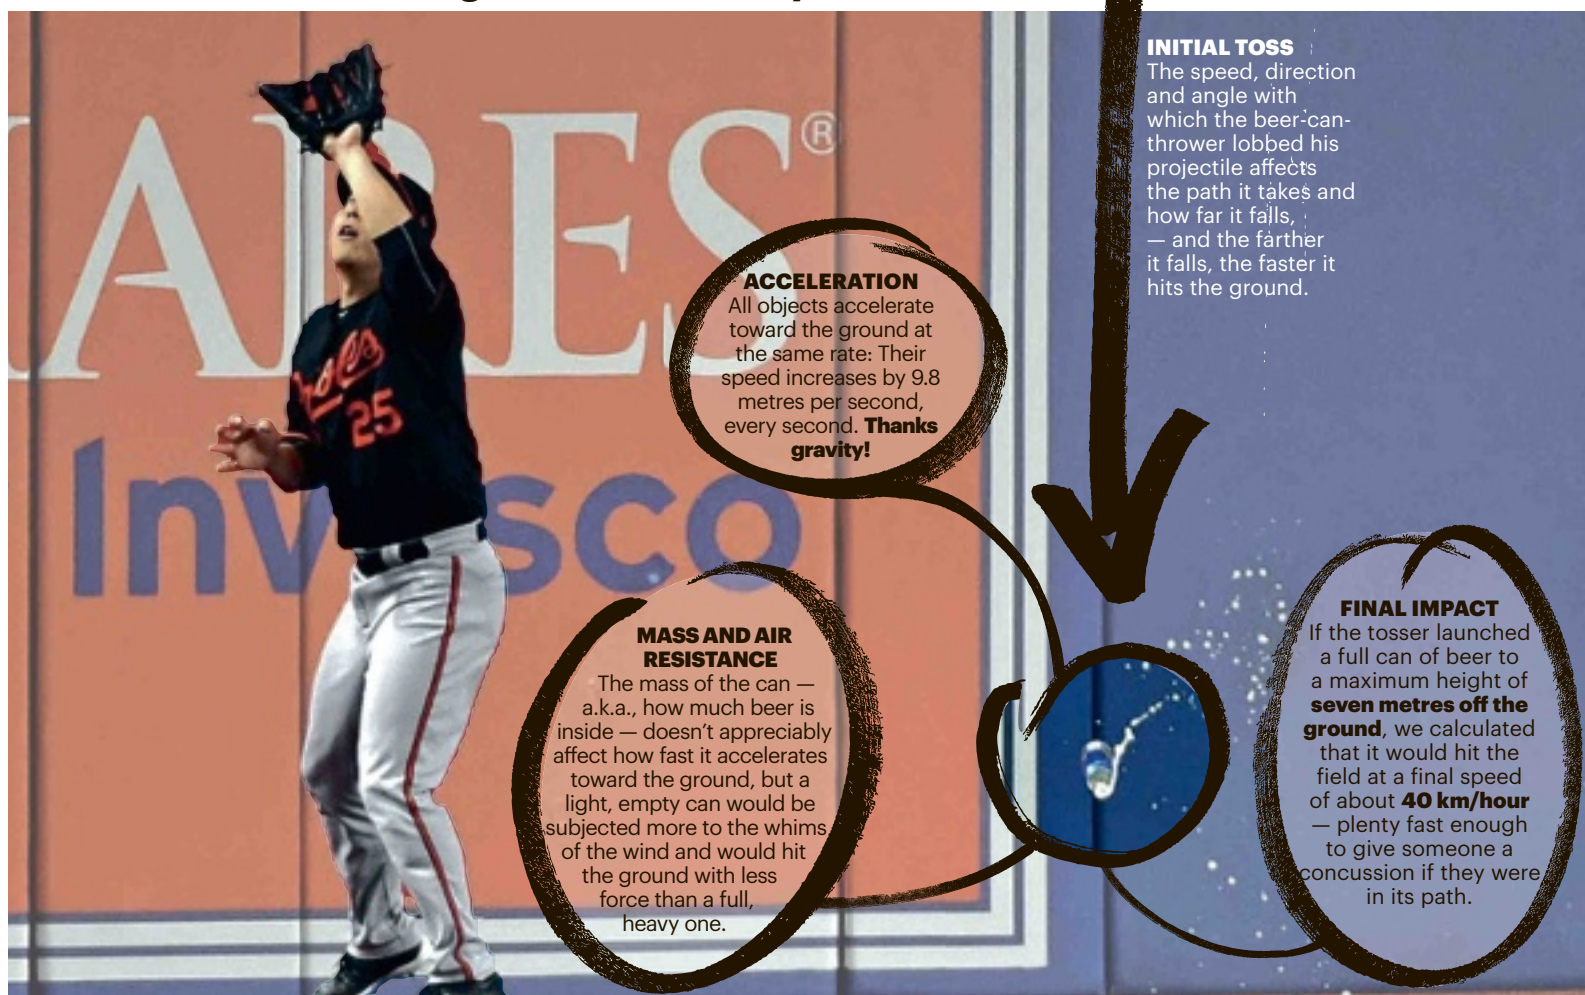 INITIAL TOSS
The speed, direction
and angle with
which the beer-can-
thrower lobbed his
projectile affects
the path it takes and
how far it falls,
— and the farther
it falls, the faster it
hits the ground.
ARES®
ACCELERATION
All objects accelerate
toward the ground at
the same rate: Their
speed increases by 9.8
metres per second,
every second. Thanks
gravity!
25
Inv sco
MASS AND AIR
RESISTANCE
The mass of the can —
a.k.a., how much beer is
inside — doesn't appreciably
affect how fast it accelerates
toward the ground, but a
light, empty can would be
subjected more to the whims
of the wind and would hit
the ground with less
force than a full,
heavy one.
FINAL IMPACT
If the tosser launched
a full can of beer to
a maximum height of
seven metres off the
ground, we calculated
that it would hit the
field at a final speed
of about 40 km/hour
— plenty fast enough
to give someone a
concussion if they were
in its path.